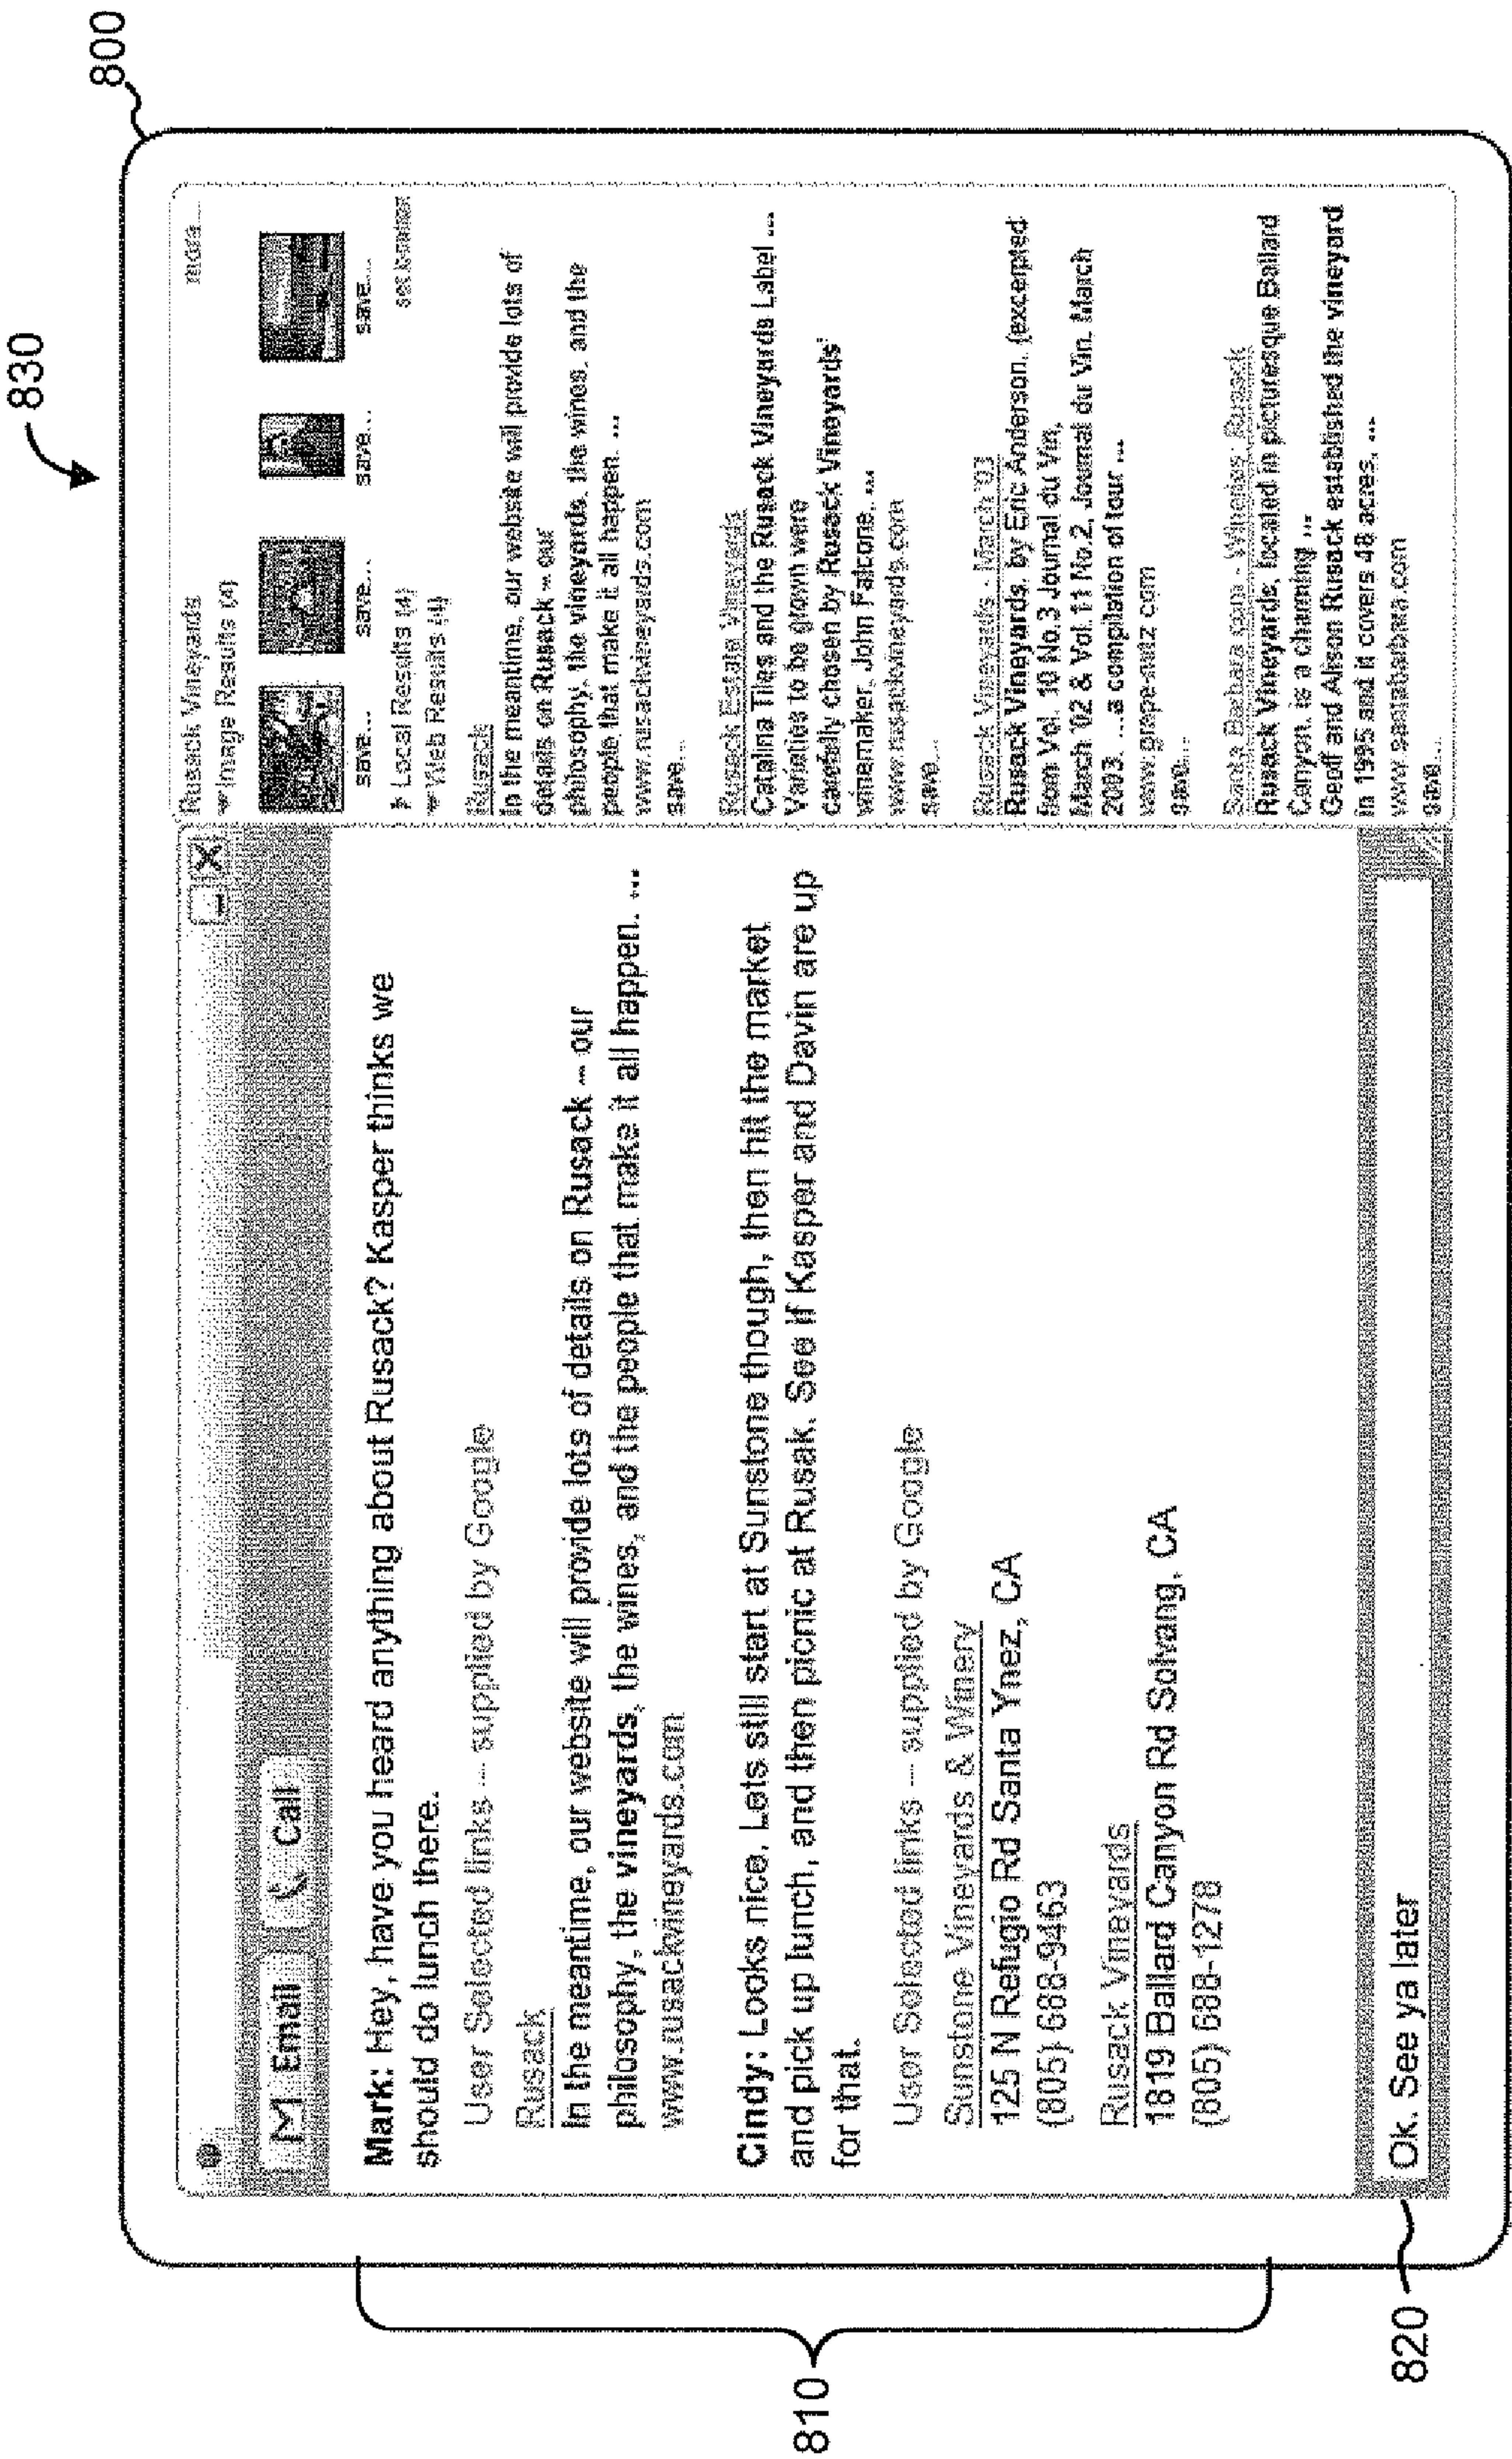 830
800
M Email
Call
Mark: Hey, have you heard anything about Rusack? Kasper thinks we
should do lunch there.
User Selected links -- supplied by Google
Rusack
In the meantime, our website will provide lots of details on Rusack -- our
philosophy, the vineyards, the wines, and the people that make it all happen. ...
www.rusackvineyards.com
Cindy: Looks nice. Lets still start at Sunstone though, then hit the market
and pick up lunch, and then picnic at Rusak. See if Kasper and Davin are up
for that.
User Selected links -- supplied by Google
Sunstone Vineyards & Winery
125 N Refugio Rd Santa Ynez, CA
(805) 688-9463
Rusack Vineyards
1819 Ballard Canyon Rd Solvang, CA
(805) 688-1278
Ok. See ya later
810
820
Rusack Vineyards
more...
Image Results (4)
save...
save...
save...
save...
Local Results (4)
set location
Web Results (4)
Rusack
In the meantime, our website will provide lots of
details on Rusack -- our
philosophy, the vineyards, the wines, and the
people that make it all happen. ...
www.rusackvineyards.com
save...
Rusack Estate Vineyards
Catalina Tiles and the Rusack Vineyards Label ...
Varieties to be grown were
carefully chosen by Rusack Vineyards'
winemaker, John Falcone. ...
www.rusackvineyards.com
save...
Rusack Vineyards - March '03
Rusack Vineyards. by Eric Anderson. (excerpted
from Vol. 10 No.3 Journal du Vin,
March '02 & Vol.11 No.2, Journal du Vin, March
2003. ...a compilation of tour ...
www.grapenutz.com
save...
Santa Barbara.com - Wineries, Rusack
Rusack Vineyards, located in picturesque Ballard
Canyon, is a charming ...
Geoff and Alison Rusack established the vineyard
in 1995 and it covers 48 acres, ...
www.santabarbara.com
save...